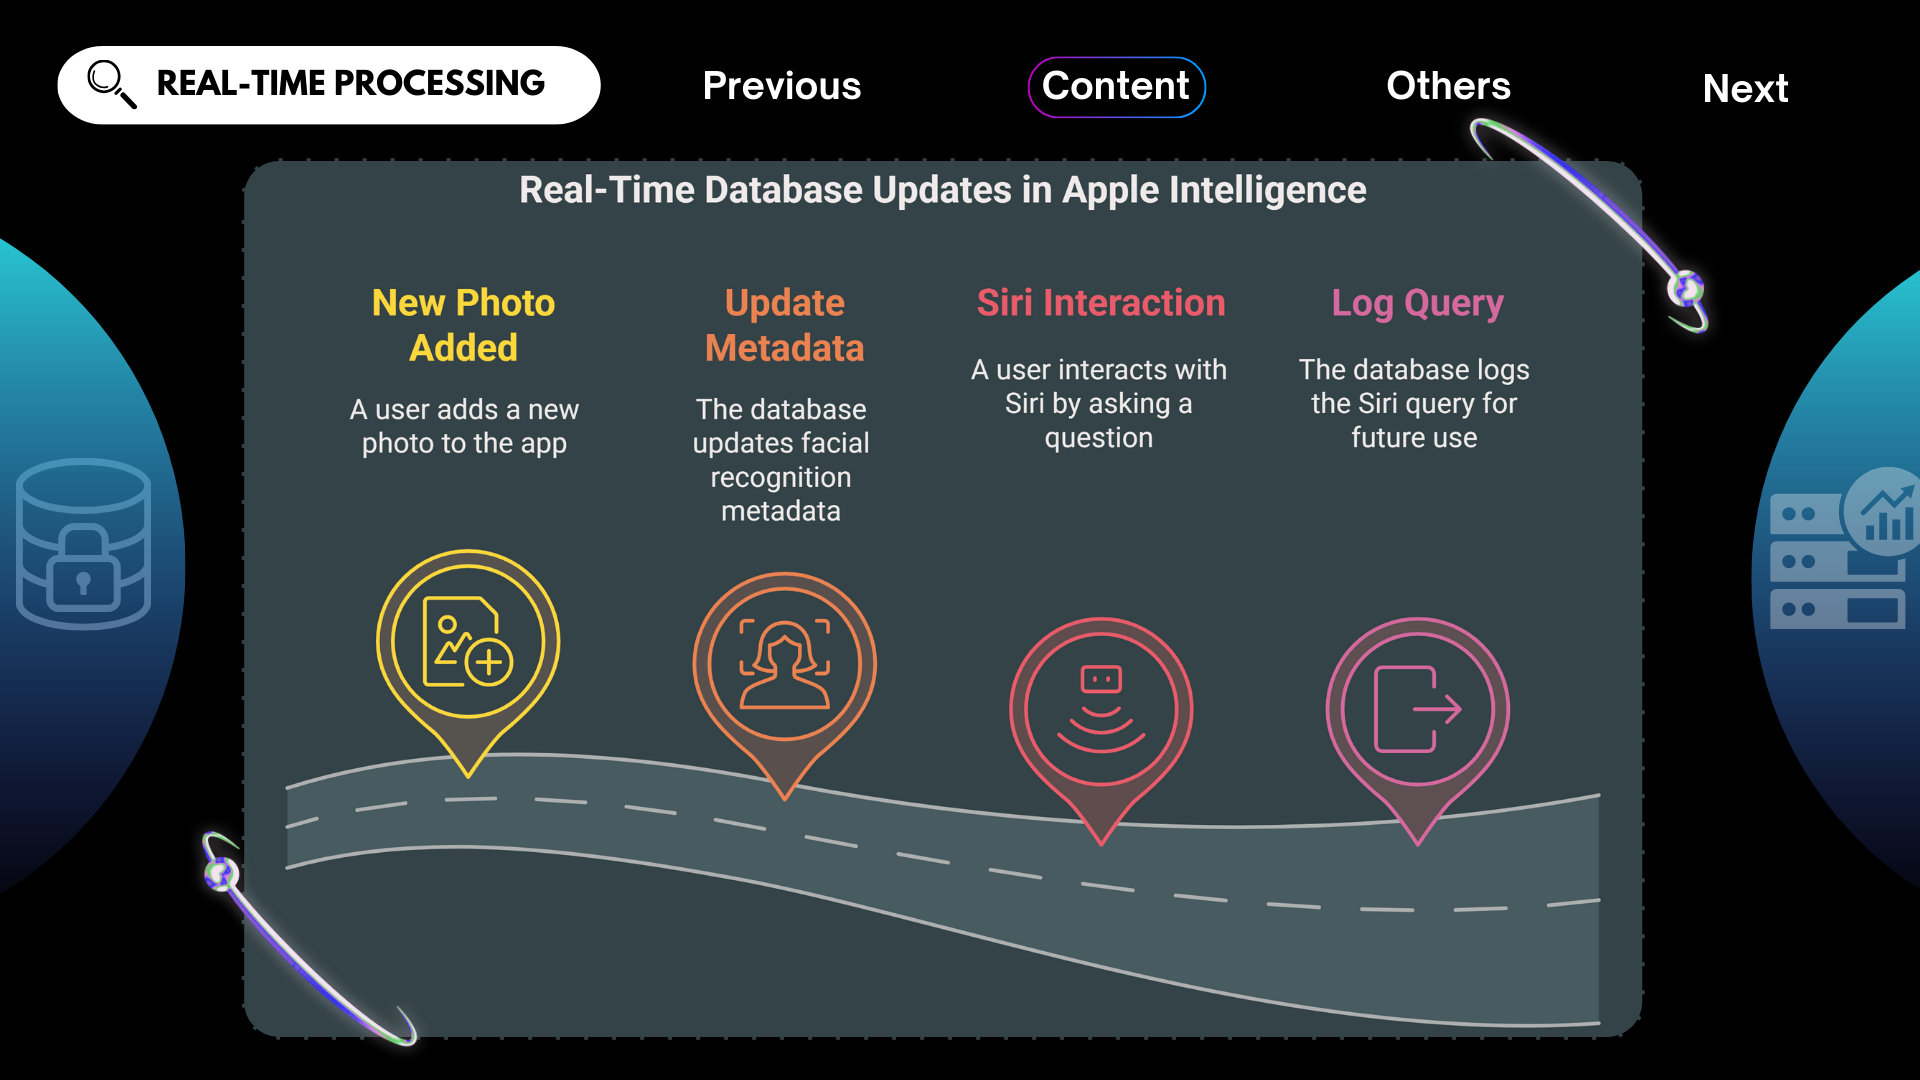 REAL-TIME PROCESSING
Previous
Content
Others
Next
Real-Time Database Updates in Apple Intelligence
New Photo
Added
A user adds a new
photo to the app
Update
Metadata
The database
updates facial
recognition
metadata
Siri Interaction
A user interacts with
Siri by asking a
question
Log Query
The database logs
the Siri query for
future use